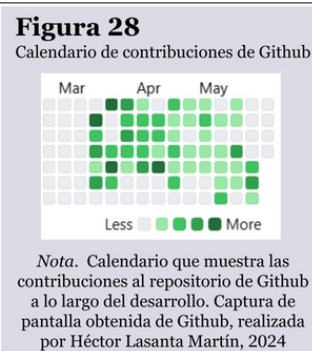 Figura 28
Calendario de contribuciones de Github
Mar Apr May
Less More
Nota. Calendario que muestra las
contribuciones al repositorio de Github
a lo largo del desarrollo. Captura de
pantalla obtenida de Github, realizada
por Héctor Lasanta Martín, 2024